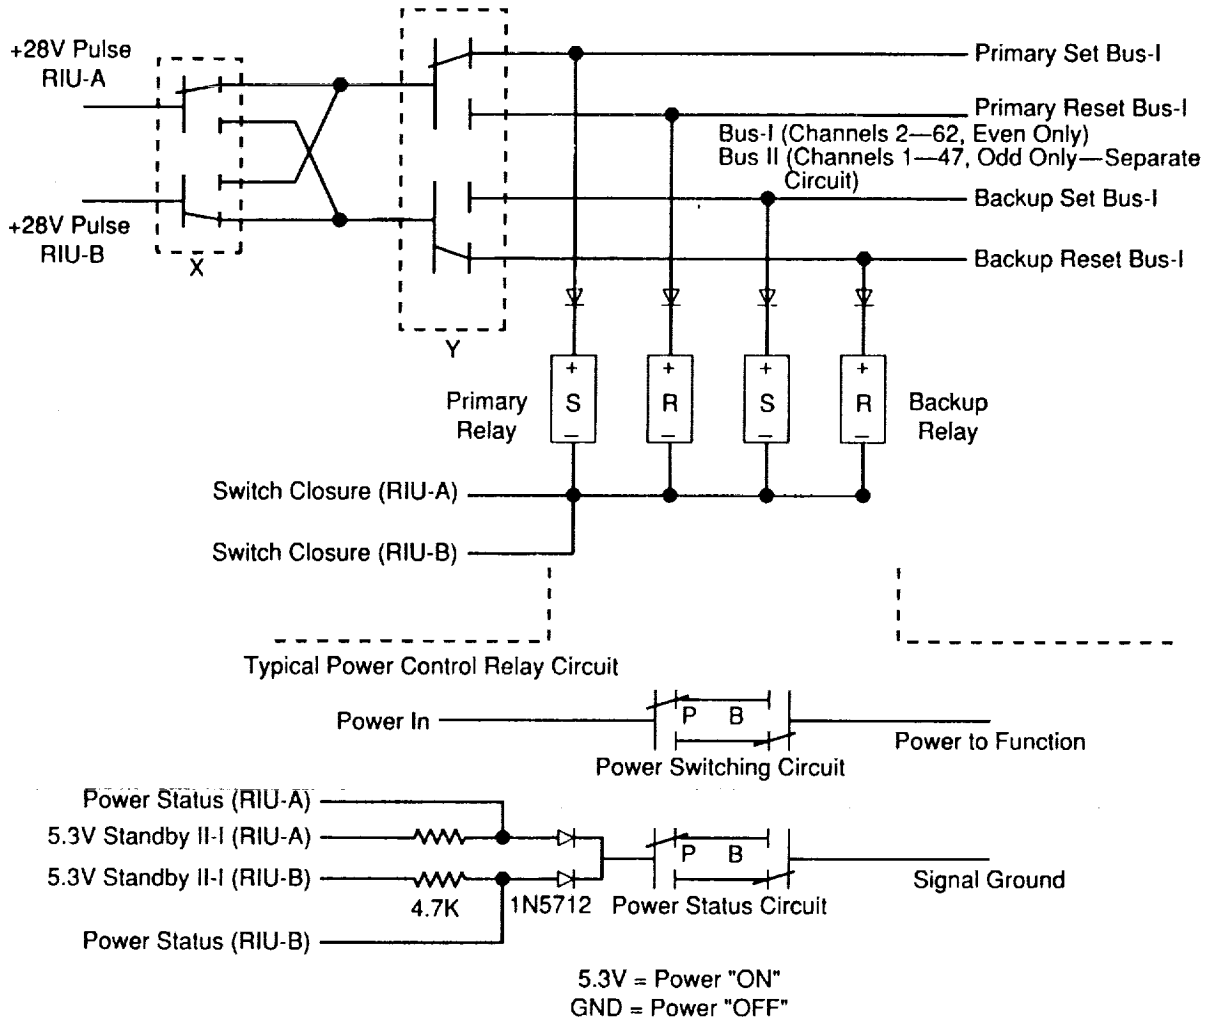 +28V Pulse
RIU-A
+28V Pulse
RIU-B
X
Y
Primary Set Bus-I
Primary Reset Bus-I
Bus-I (Channels 2—62, Even Only)
Bus II (Channels 1—47, Odd Only—Separate
Circuit)
Backup Set Bus-I
Backup Reset Bus-I
Primary
Relay
+
S
–
+
R
–
+
S
–
+
R
–
Backup
Relay
Switch Closure (RIU-A)
Switch Closure (RIU-B)
Typical Power Control Relay Circuit
Power In
P B
Power to Function
Power Switching Circuit
Power Status (RIU-A)
5.3V Standby II-I (RIU-A)
5.3V Standby II-I (RIU-B)
4.7K
1N5712
P B
Power Status Circuit
Signal Ground
Power Status (RIU-B)
5.3V = Power "ON"
GND = Power "OFF"